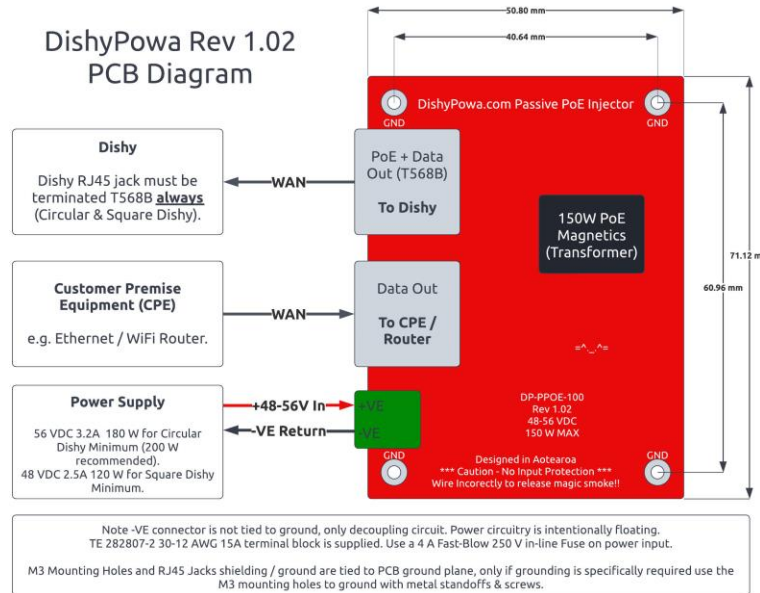 50.80 mm
40.64 mm
DishyPowa Rev 1.02
PCB Diagram
DishyPowa.com Passive PoE Injector
GND
GND
Dishy
Dishy RJ45 jack must be
terminated T568B always
(Circular & Square Dishy).
WAN
PoE + Data
Out (T568B)
To Dishy
150W PoE
Magnetics
(Transformer)
71.12 m
60.96 mm
Customer Premise
Equipment (CPE)
e.g. Ethernet / WiFi Router.
WAN
Data Out
To CPE /
Router
=^._.^=
Power Supply
56 VDC 3.2A 180 W for Circular
Dishy Minimum (200 W
recommended).
48 VDC 2.5A 120 W for Square Dishy
Minimum.
+48-56V In
-VE Return
+VE
-VE
DP-PPOE-100
Rev 1.02
48-56 VDC
150 W MAX
GND
GND
Designed in Aotearoa
*** Caution - No Input Protection ***
Wire Incorectly to release magic smoke!!
Note -VE connector is not tied to ground, only decoupling circuit. Power circuitry is intentionally floating.
TE 282807-2 30-12 AWG 15A terminal block is supplied. Use a 4 A Fast-Blow 250 V in-line Fuse on power input.
M3 Mounting Holes and RJ45 Jacks shielding / ground are tied to PCB ground plane, only if grounding is specifically required use the
M3 mounting holes to ground with metal standoffs & screws.